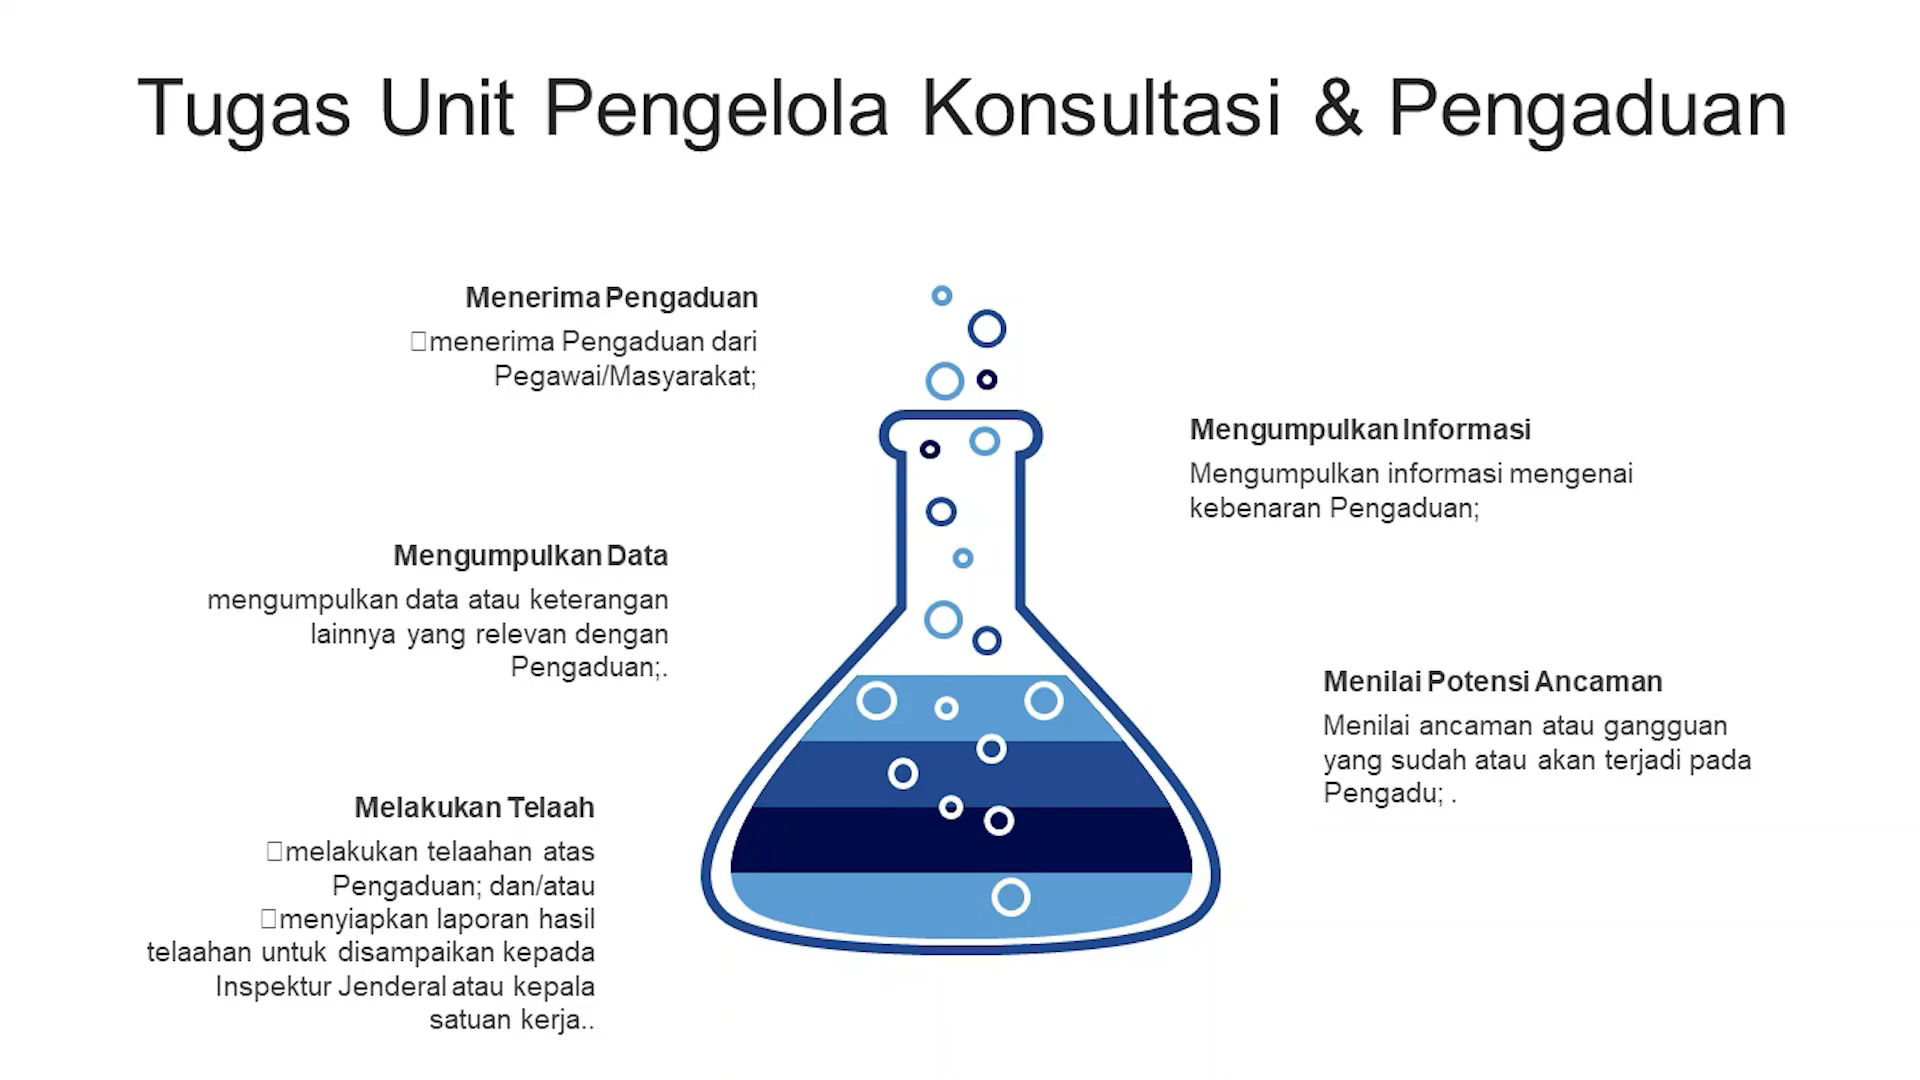 Tugas Unit Pengelola Konsultasi & Pengaduan
Menerima Pengaduan
menerima Pengaduan dari
Pegawai/Masyarakat;
Mengumpulkan Informasi
Mengumpulkan informasi mengenai
kebenaran Pengaduan;
Mengumpulkan Data
mengumpulkan data atau keterangan
lainnya yang relevan dengan
Pengaduan;.
Menilai Potensi Ancaman
Menilai ancaman atau gangguan
yang sudah atau akan terjadi pada
Pengadu; .
Melakukan Telaah
melakukan telaahan atas
Pengaduan; dan/atau
menyiapkan laporan hasil
telaahan untuk disampaikan kepada
Inspektur Jenderal atau kepala
satuan kerja..